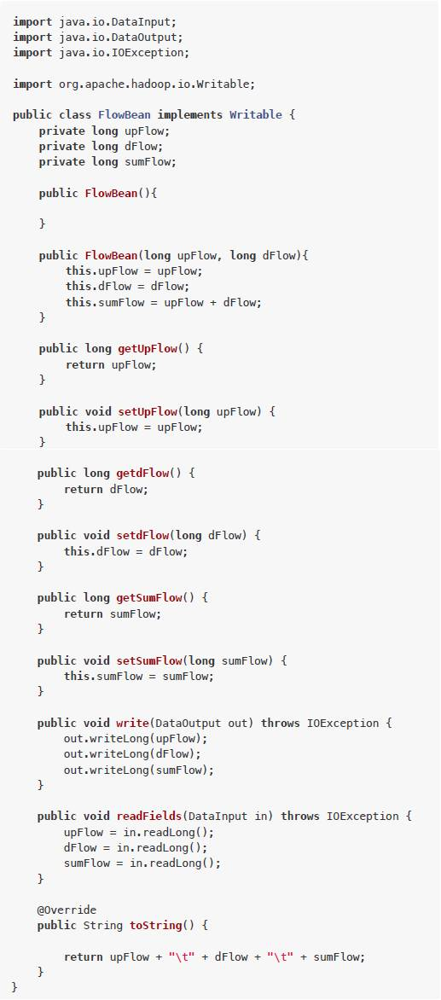 import java.io.DataInput;
import java.io.DataOutput;
import java.io.IOException;

import org.apache.hadoop.io.Writable;

public class FlowBean implements Writable {
    private long upFlow;
    private long dFlow;
    private long sumFlow;

    public FlowBean(){

    }

    public FlowBean(long upFlow, long dFlow){
        this.upFlow = upFlow;
        this.dFlow = dFlow;
        this.sumFlow = upFlow + dFlow;
    }

    public long getUpFlow() {
        return upFlow;
    }

    public void setUpFlow(long upFlow) {
        this.upFlow = upFlow;
    }

    public long getdFlow() {
        return dFlow;
    }

    public void setdFlow(long dFlow) {
        this.dFlow = dFlow;
    }

    public long getSumFlow() {
        return sumFlow;
    }

    public void setSumFlow(long sumFlow) {
        this.sumFlow = sumFlow;
    }

    public void write(DataOutput out) throws IOException {
        out.writeLong(upFlow);
        out.writeLong(dFlow);
        out.writeLong(sumFlow);
    }

    public void readFields(DataInput in) throws IOException {
        upFlow = in.readLong();
        dFlow = in.readLong();
        sumFlow = in.readLong();
    }

    @Override
    public String toString() {

        return upFlow + "\t" + dFlow + "\t" + sumFlow;
    }
}